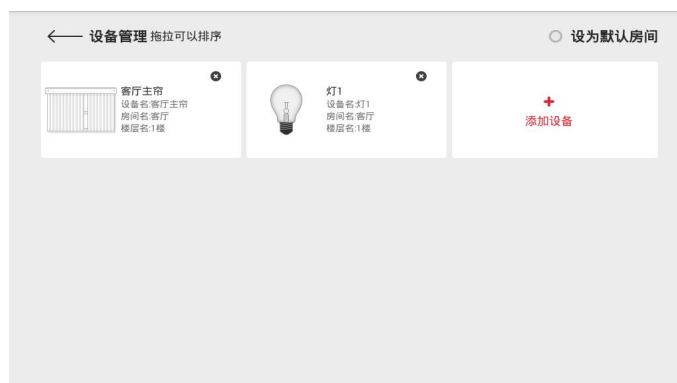 设备管理 拖拉可以排序
设为默认房间
客厅主帘
设备名:客厅主帘
房间名:客厅
楼层名:1楼
灯1
设备名:灯1
房间名:客厅
楼层名:1楼
添加设备